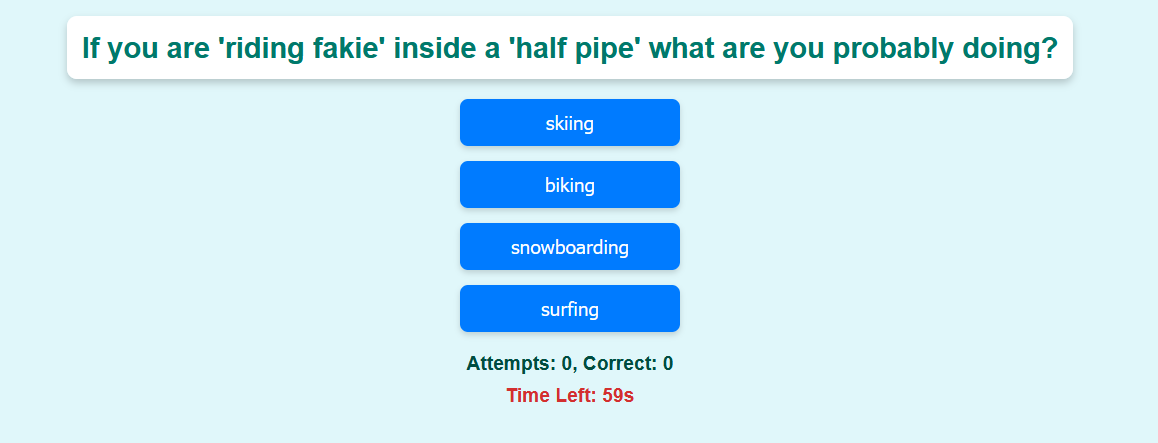 If you are 'riding fakie' inside a 'half pipe' what are you probably doing?
skiing
biking
snowboarding
surfing
Attempts: 0, Correct: 0
Time Left: 59s